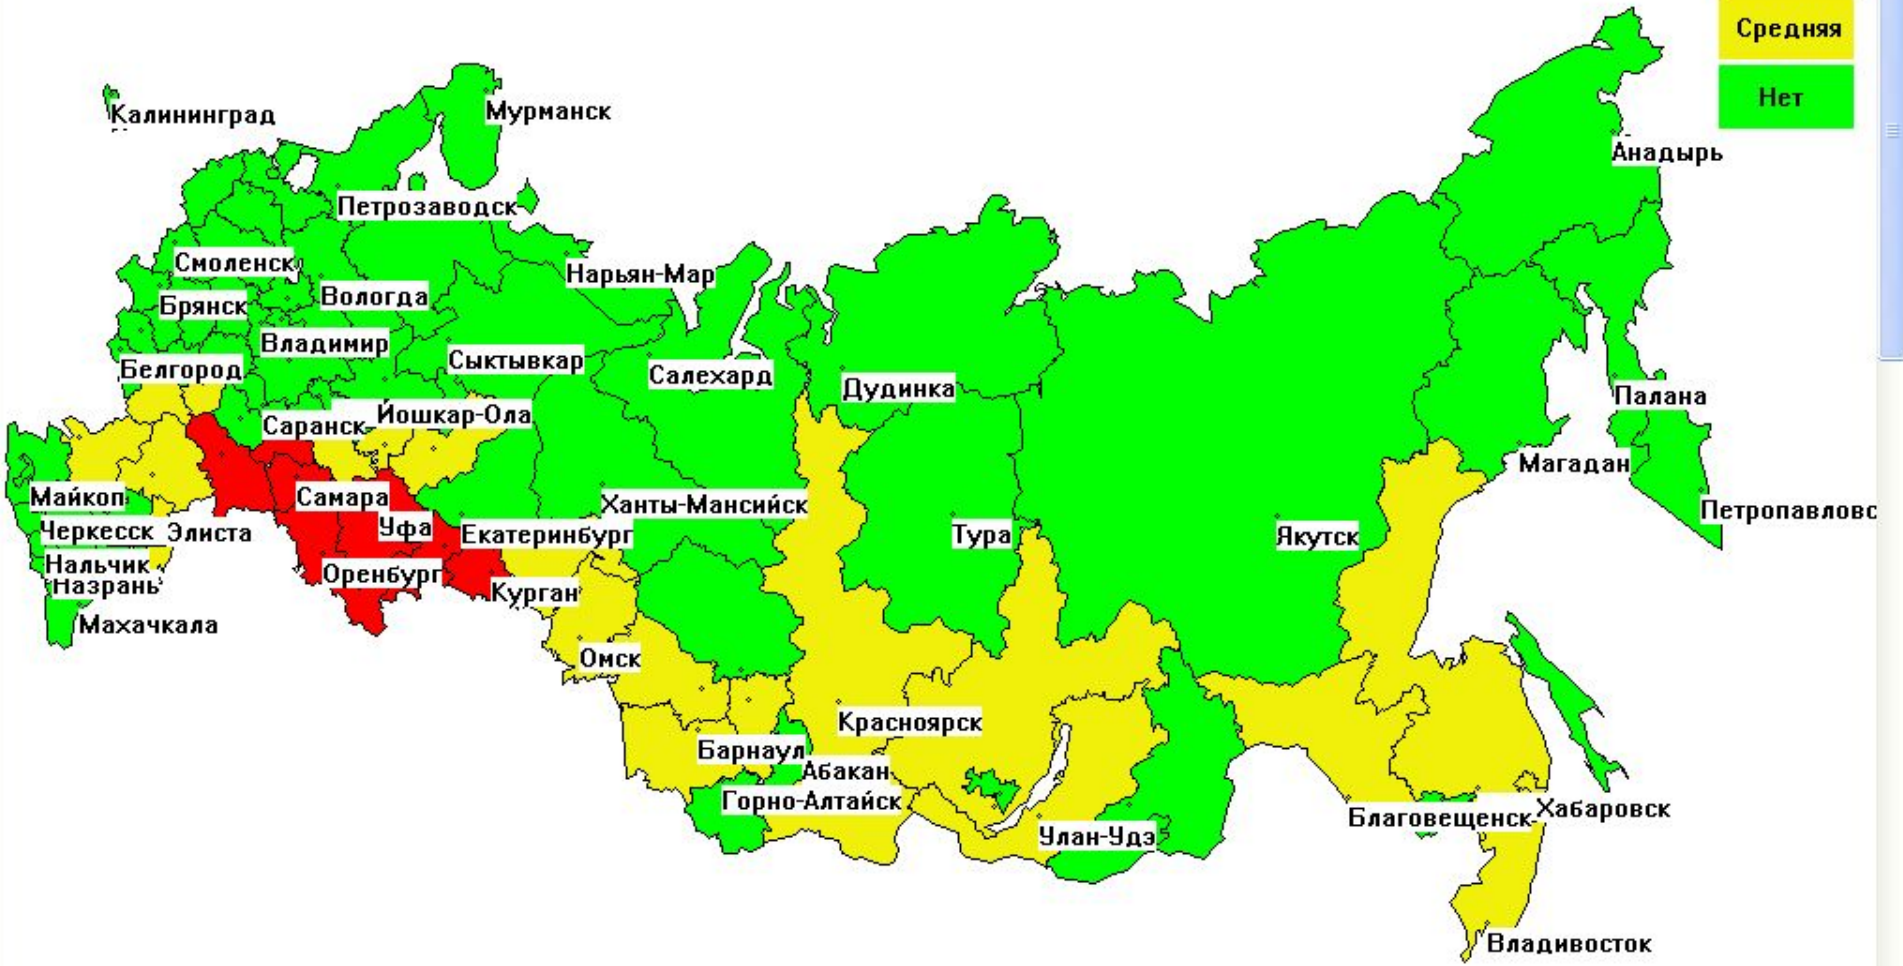 Средняя
Нет
Калининград
Мурманск
Анадырь
Петрозаводск
Смоленск
Нарьян-Мар
Вологда
Брянск
Владимир
Сыктывкар
Белгород
Салехард
Дудинка
Палана
Йошкар-Ола
Саранск
Магадан
Майкоп
Самара
Ханты-Мансийск
Петропавловс
Черкесск
Элиста
Уфа
Екатеринбург
Тура
Якутск
Нальчик
Назрань
Оренбург
Курган
Махачкала
Омск
Красноярск
Барнаул
Абакан
Горно-Алтайск
Улан-Удэ
Благовещенск
Хабаровск
Владивосток